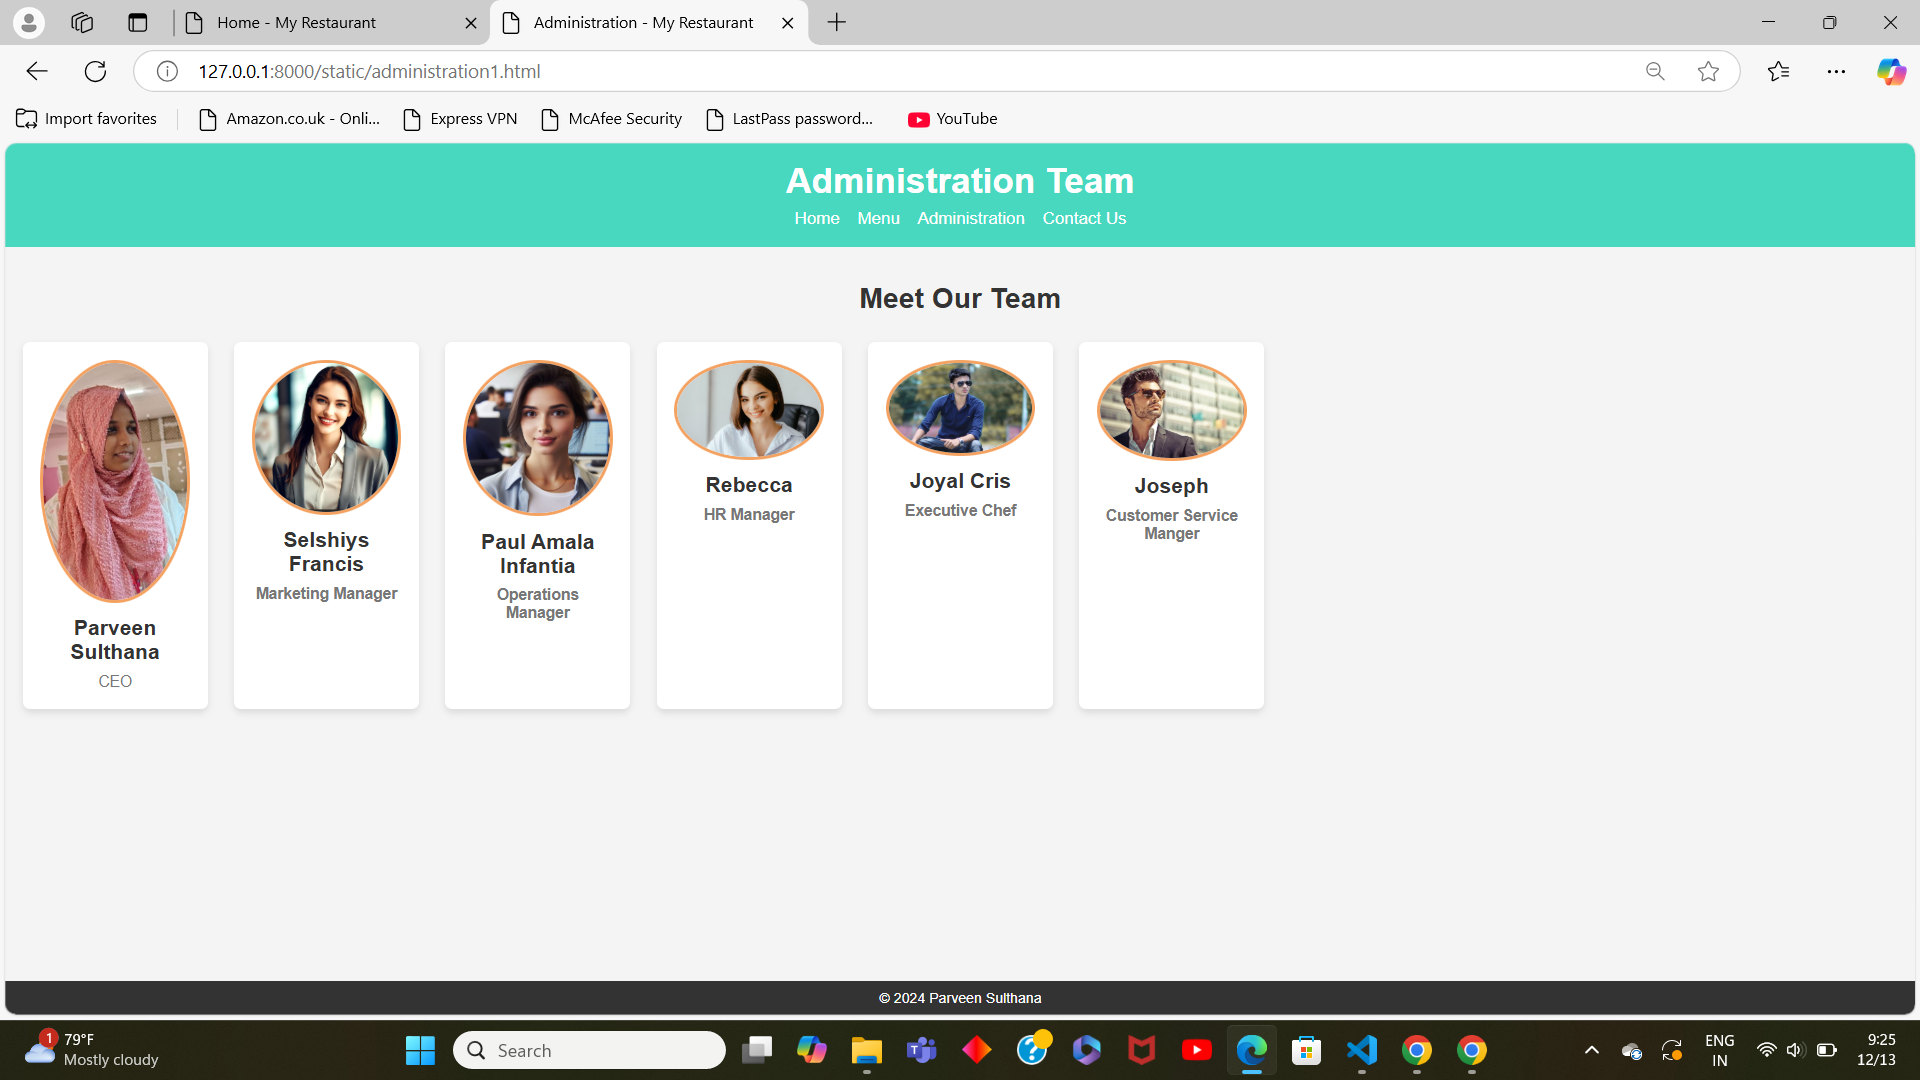 Home - My Restaurant
Administration - My Restaurant
127.0.0.1:8000/static/administration1.html
Import favorites
Amazon.co.uk - Onli...
Express VPN
McAfee Security
LastPass password...
YouTube
Administration Team
Home Menu Administration Contact Us
Meet Our Team
Parveen
Sulthana
CEO
Selshiys
Francis
Marketing Manager
Paul Amala
Infantia
Operations
Manager
Rebecca
HR Manager
Joyal Cris
Executive Chef
Joseph
Customer Service
Manger
© 2024 Parveen Sulthana
1
79°F
Mostly cloudy
Search
ENG
IN
9:25
12/13